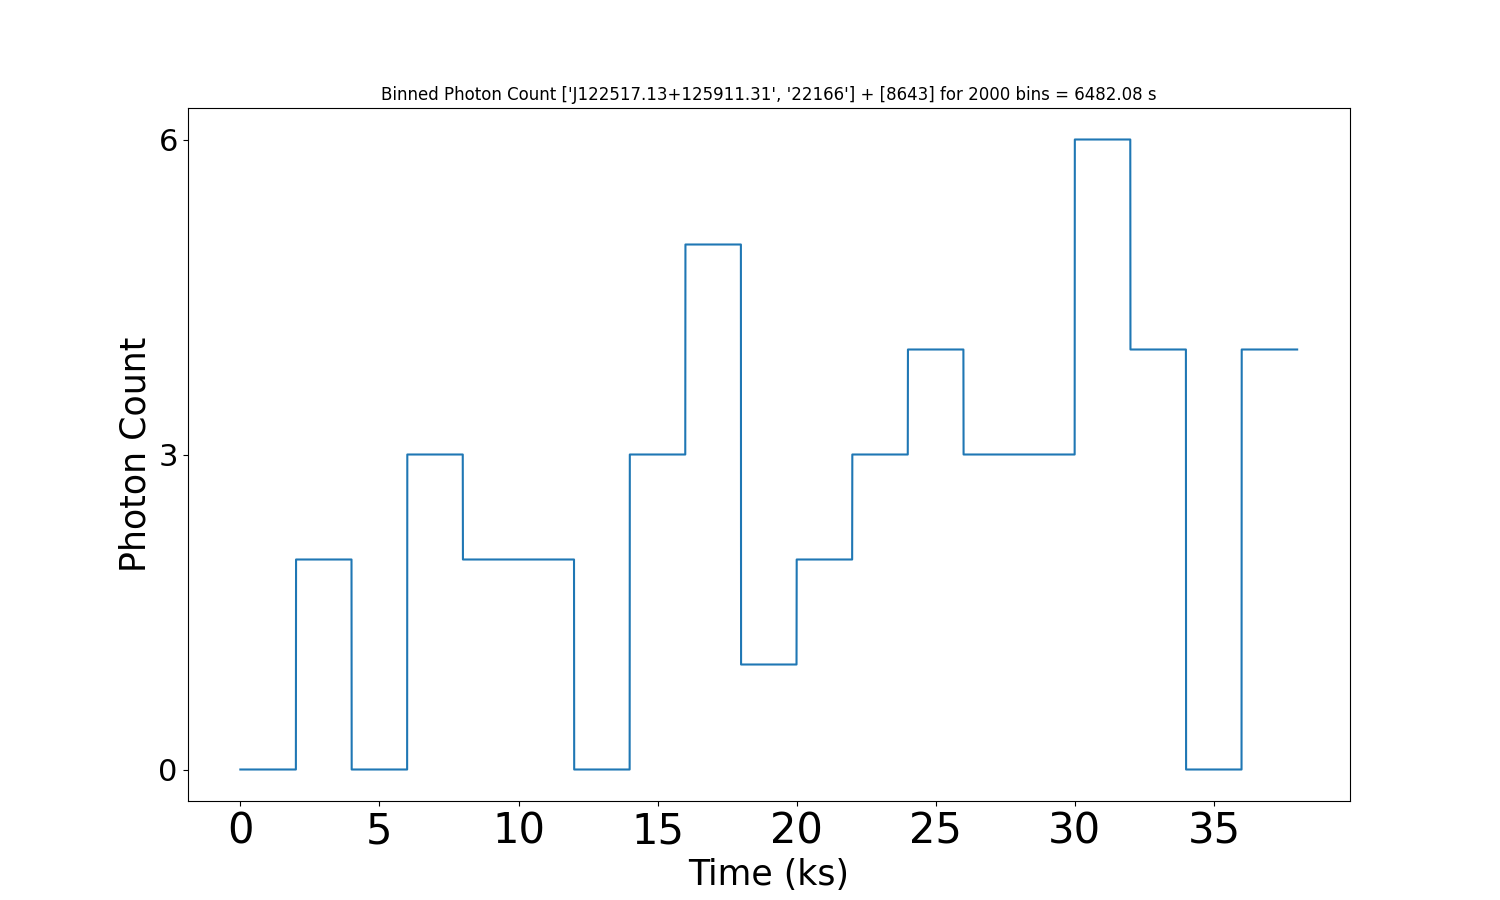 Binned Photon Count ['J122517.13+125911.31', '22166'] + [8643] for 2000 bins = 6482.08 s
6
3
0
Photon Count
0 5 10 15 20 25 30 35
Time (ks)